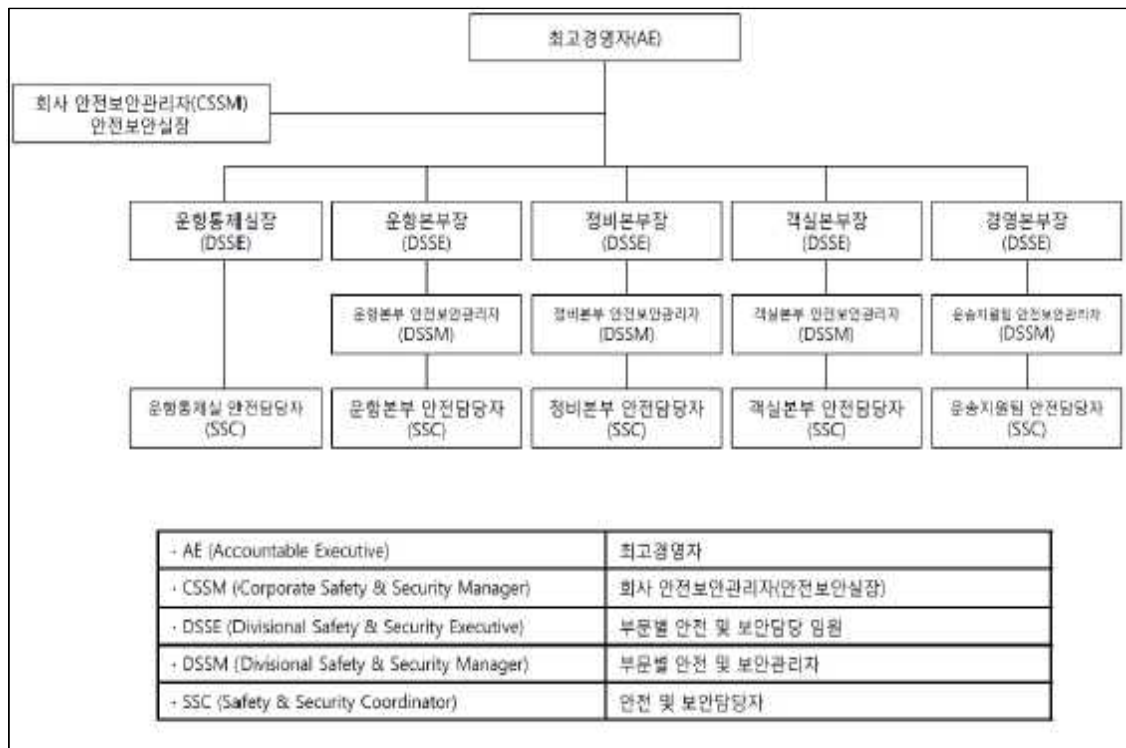 최고경영자(AE)
회사 안전보안관리자(CSSM)
안전보안실장
운항통제실장
(DSSE)
운항본부장
(DSSE)
정비본부장
(DSSE)
객실본부장
(DSSE)
경영본부장
(DSSE)
운항본부 안전보안관리자
(DSSM)
정비본부 안전보안관리자
(DSSM)
객실본부 안전보안관리자
(DSSM)
운송지원팀 안전보안관리자
(DSSM)
운항통제실 안전담당자
(SSC)
운항본부 안전담당자
(SSC)
정비본부 안전담당자
(SSC)
객실본부 안전담당자
(SSC)
운송지원팀 안전담당자
(SSC)
· AE (Accountable Executive) 최고경영자
· CSSM (Corporate Safety & Security Manager) 회사 안전보안관리자(안전보안실장)
· DSSE (Divisional Safety & Security Executive) 부문별 안전 및 보안담당 임원
· DSSM (Divisional Safety & Security Manager) 부문별 안전 및 보안관리자
· SSC (Safety & Security Coordinator) 안전 및 보안담당자